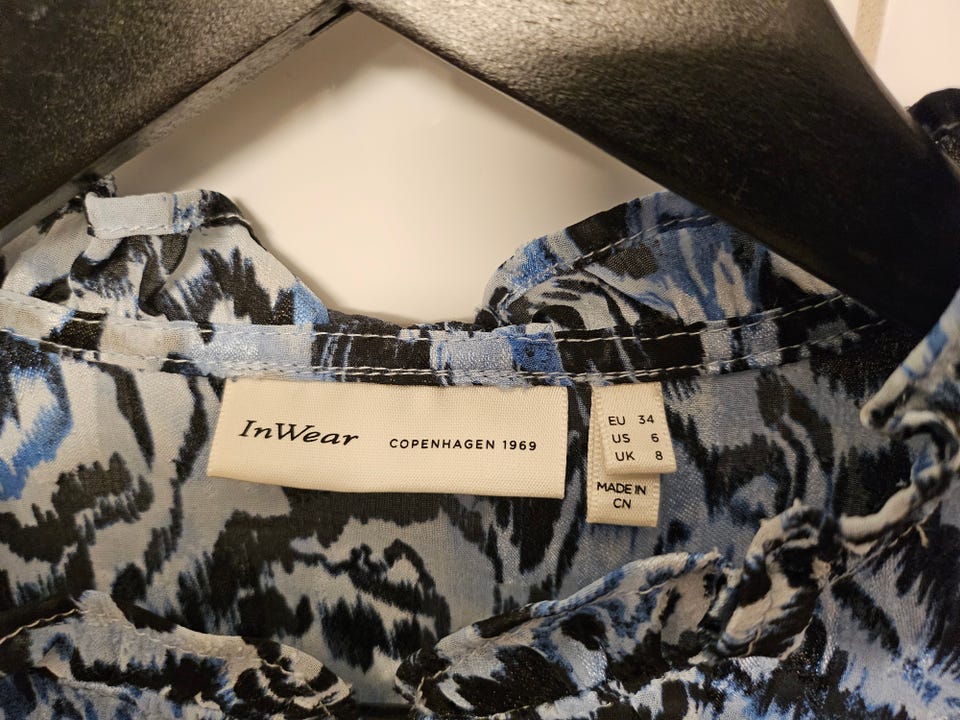 InWear COPENHAGEN 1969
EU 34
US 6
UK 8
MADE IN
CN